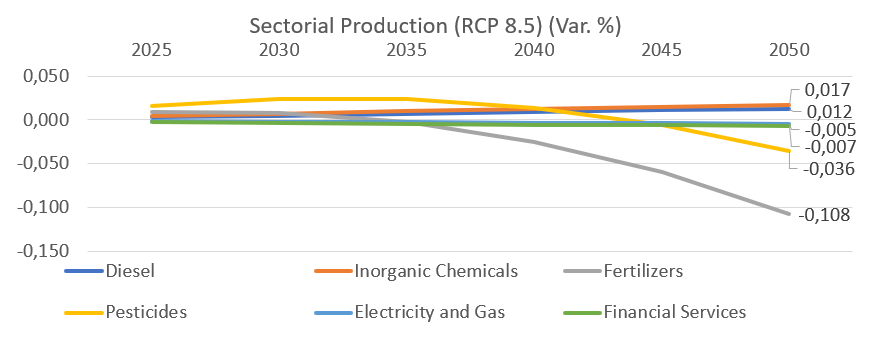 Sectorial Production (RCP 8.5) (Var. %)
2025 2030 2035 2040 2045 2050
0,050
0,017
0,012
0,000
-0,005
-0,007
-0,036
-0,050
-0,100
-0,108
-0,150
Diesel Inorganic Chemicals Fertilizers
Pesticides Electricity and Gas Financial Services